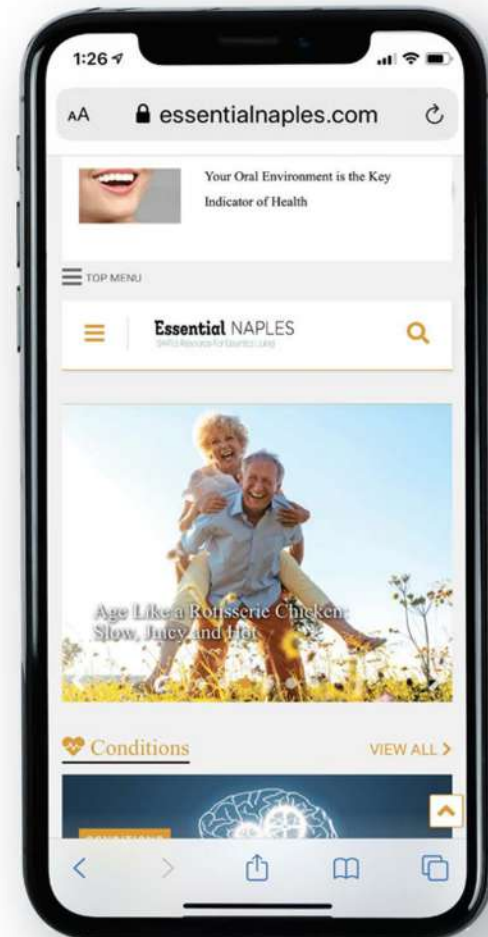 1:26
AA essentialnaples.com
Your Oral Environment is the Key
Indicator of Health
TOP MENU
Essential NAPLES
Age Like a Rotisserie Chicken:
Slow, Juicy and Hot
Conditions
VIEW ALL >
CONDITIONS